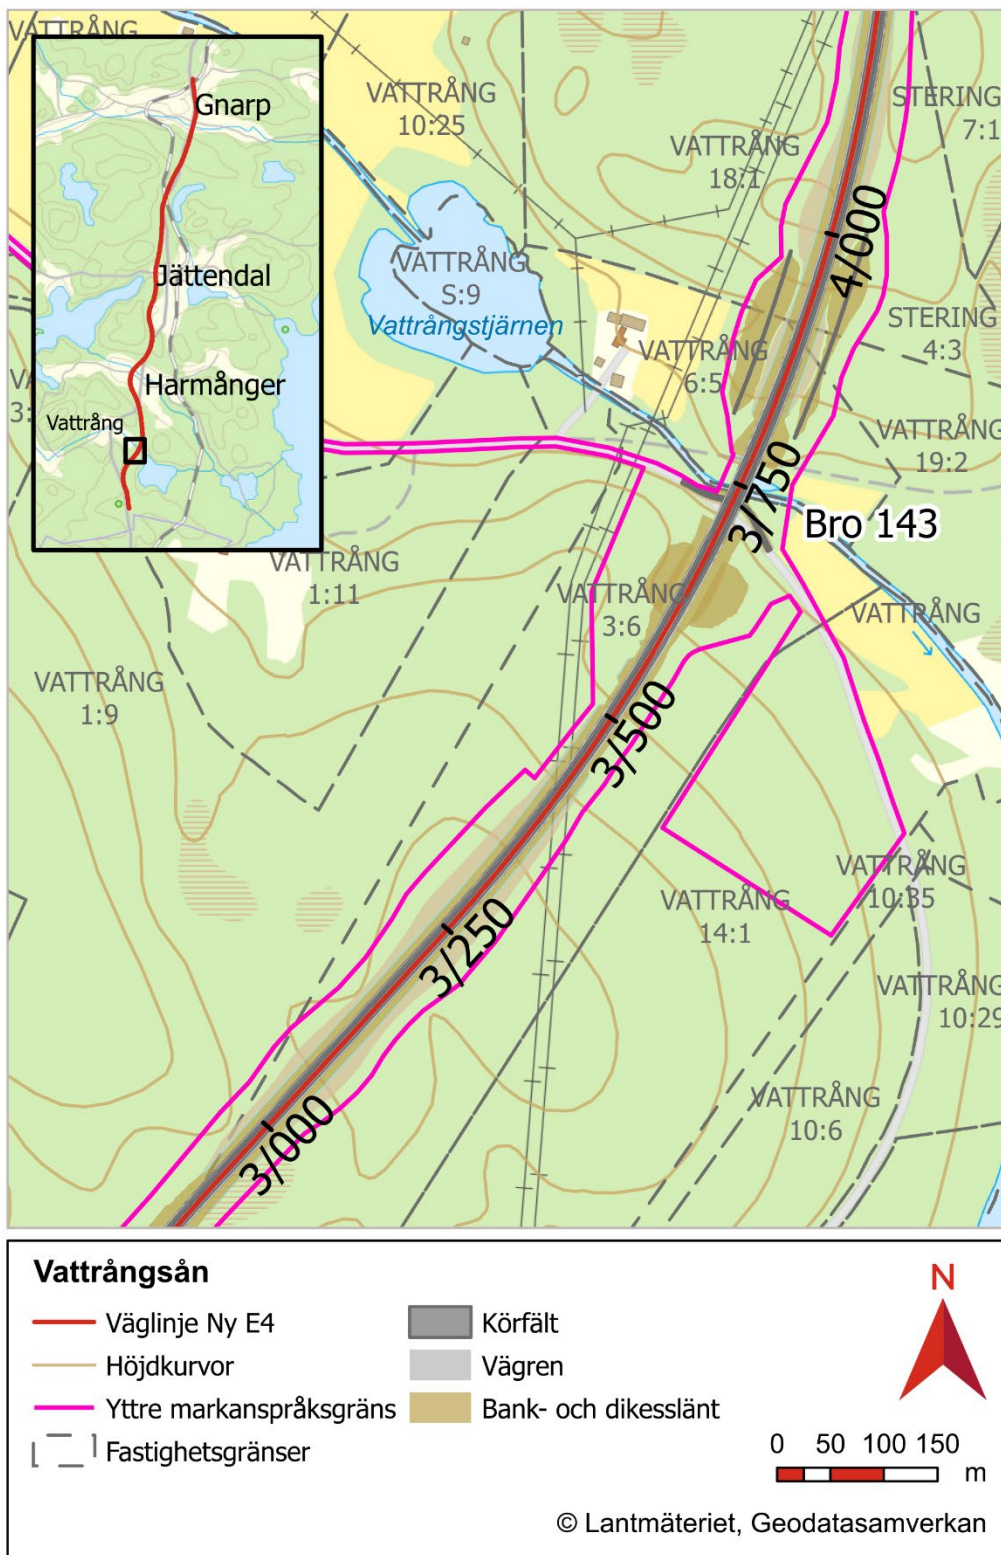 VATTRÅNG
Gnarp
Jättendal
Harmånger
Vattrång
VATTRÅNG
10:25
STERING
7:1
VATTRÅNG
18:1
4/000
VATTRÅNG
S:9
Vattrångstjärnen
STERING
4:3
VATTRÅNG
6:5
VATTRÅNG
19:2
3/750
Bro 143
VATTRÅNG
1:11
VATTRÅNG
3:6
VATTRÅNG
VATTRÅNG
1:9
3/500
VATTRÅNG
10:35
VATTRÅNG
14:1
3/250
VATTRÅNG
10:29
VATTRÅNG
10:6
3/000
Vattrångsån
Väglinje Ny E4
Höjdkurvor
Yttre markanspråksgräns
Fastighetsgränser
Körfält
Vägren
Bank- och dikesslänt
N
0 50 100 150
m
© Lantmäteriet, Geodatasamverkan